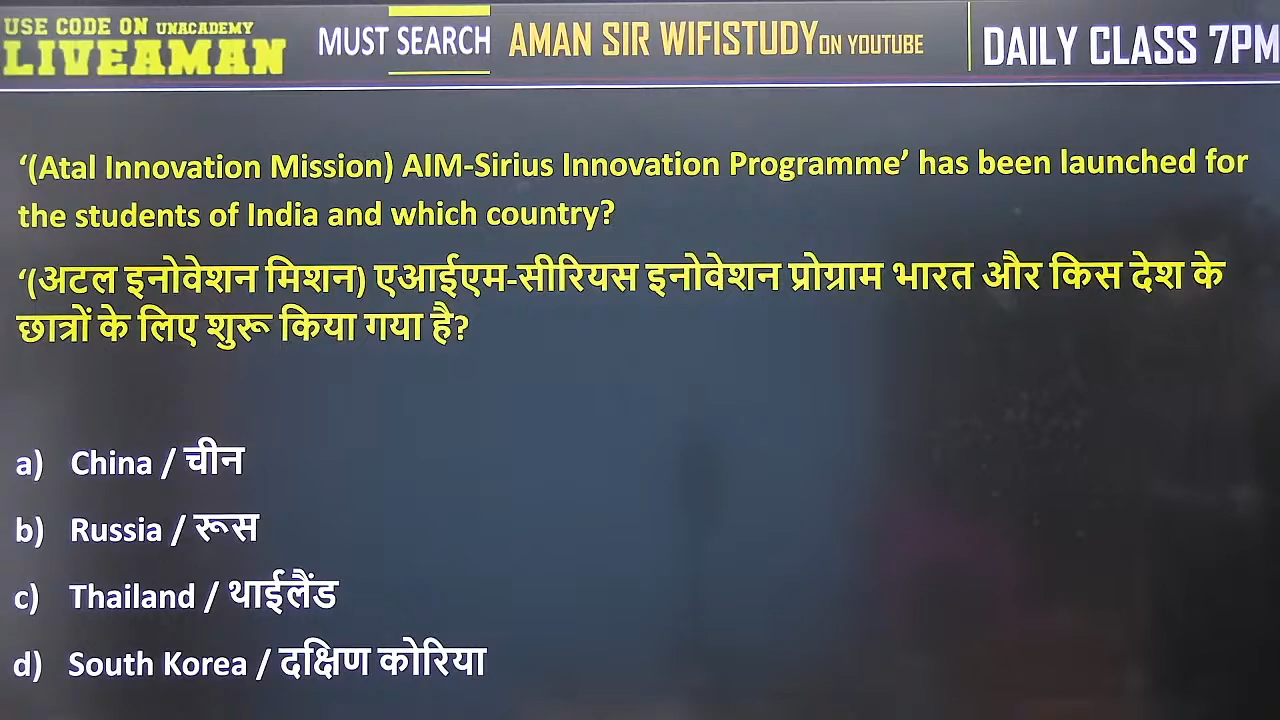 USE CODE ON UNACADEMY
LIVEAMAN
MUST SEARCH
AMAN SIR WIFISTUDY ON YOUTUBE
DAILY CLASS 7PM
‘(Atal Innovation Mission) AIM-Sirius Innovation Programme’ has been launched for
the students of India and which country?
‘(अटल इनोवेशन मिशन) एआईएम-सीरियस इनोवेशन प्रोग्राम भारत और किस देश के
छात्रों के लिए शुरू किया गया है?
a) China / चीन
b) Russia / रूस
c) Thailand / थाईलैंड
d) South Korea / दक्षिण कोरिया